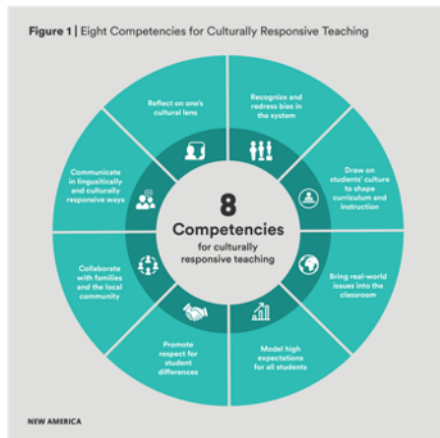 Figure 1 | Eight Competencies for Culturally Responsive Teaching
Reflect on one's
cultural lens
Recognize and
redress bias in
the system
Draw on
students' culture
to shape
curriculum and
instruction
Bring real-world
issues into the
classroom
Model high
expectations
for all students
Promote
respect for
student
differences
Collaborate
with families
and the local
community
Communicate
in linguistically
and culturally
responsive ways
8
Competencies
for culturally
responsive teaching
NEW AMERICA